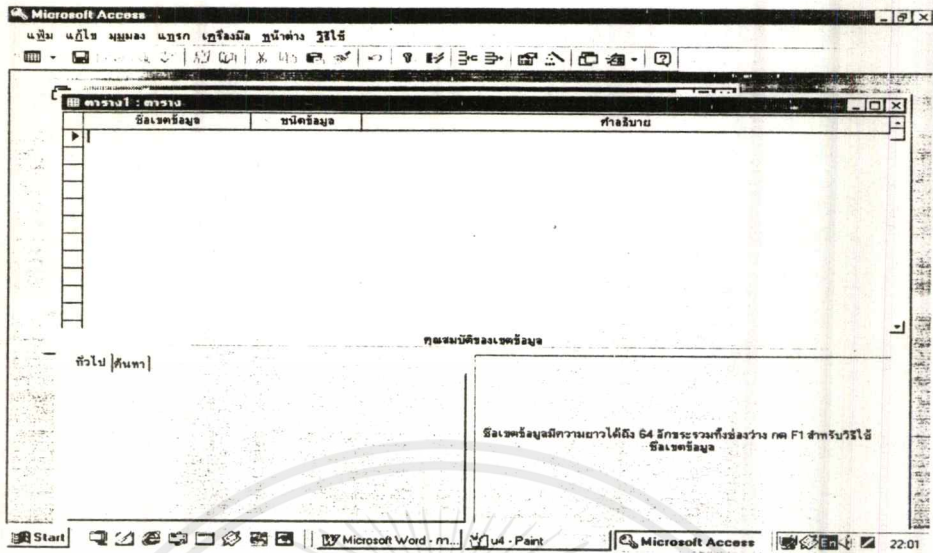 Microsoft Access
แฟ้ม แก้ไข มุมมอง แทรก เครื่องมือ หน้าต่าง วิธีใช้
ตาราง1 : ตาราง
ชื่อเขตข้อมูล ชนิดข้อมูล คำอธิบาย
คุณสมบัติของเขตข้อมูล
ทั่วไป ค้นหา
ชื่อเขตข้อมูลมีความยาวได้ถึง 64 อักขระรวมทั้งช่องว่าง กด F1 สำหรับวิธีใช้
ชื่อเขตข้อมูล
Start Microsoft Word - ก... u4 - Paint Microsoft Access En 22:01